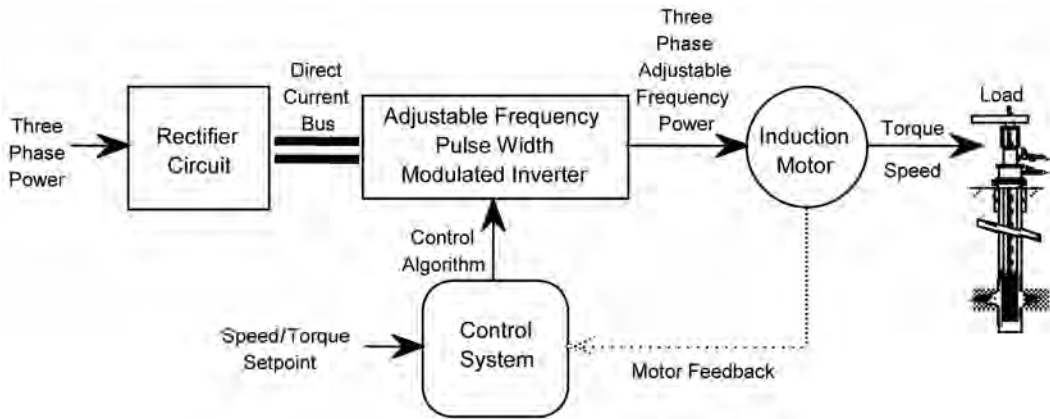 Three
Phase
Power
Rectifier
Circuit
Direct
Current
Bus
Adjustable Frequency
Pulse Width
Modulated Inverter
Three
Phase
Adjustable
Frequency
Power
Induction
Motor
Torque
Speed
Load
Control
Algorithm
Speed/Torque
Setpoint
Control
System
Motor Feedback